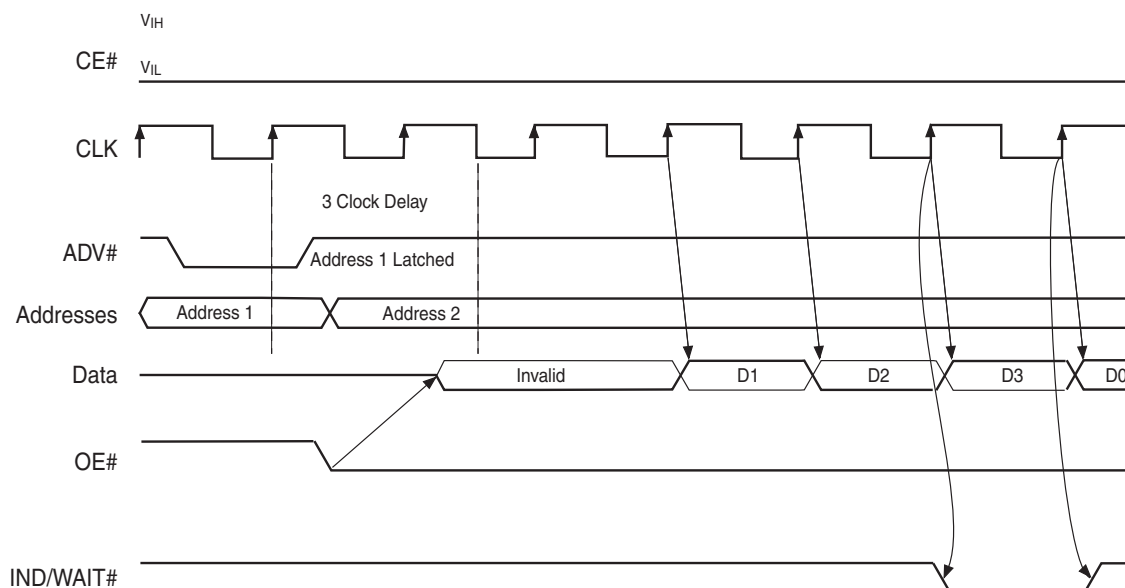 VIH
CE#
VIL
CLK
3 Clock Delay
ADV#
Address 1 Latched
Addresses
Address 1
Address 2
Data
Invalid
D1
D2
D3
D0
OE#
IND/WAIT#